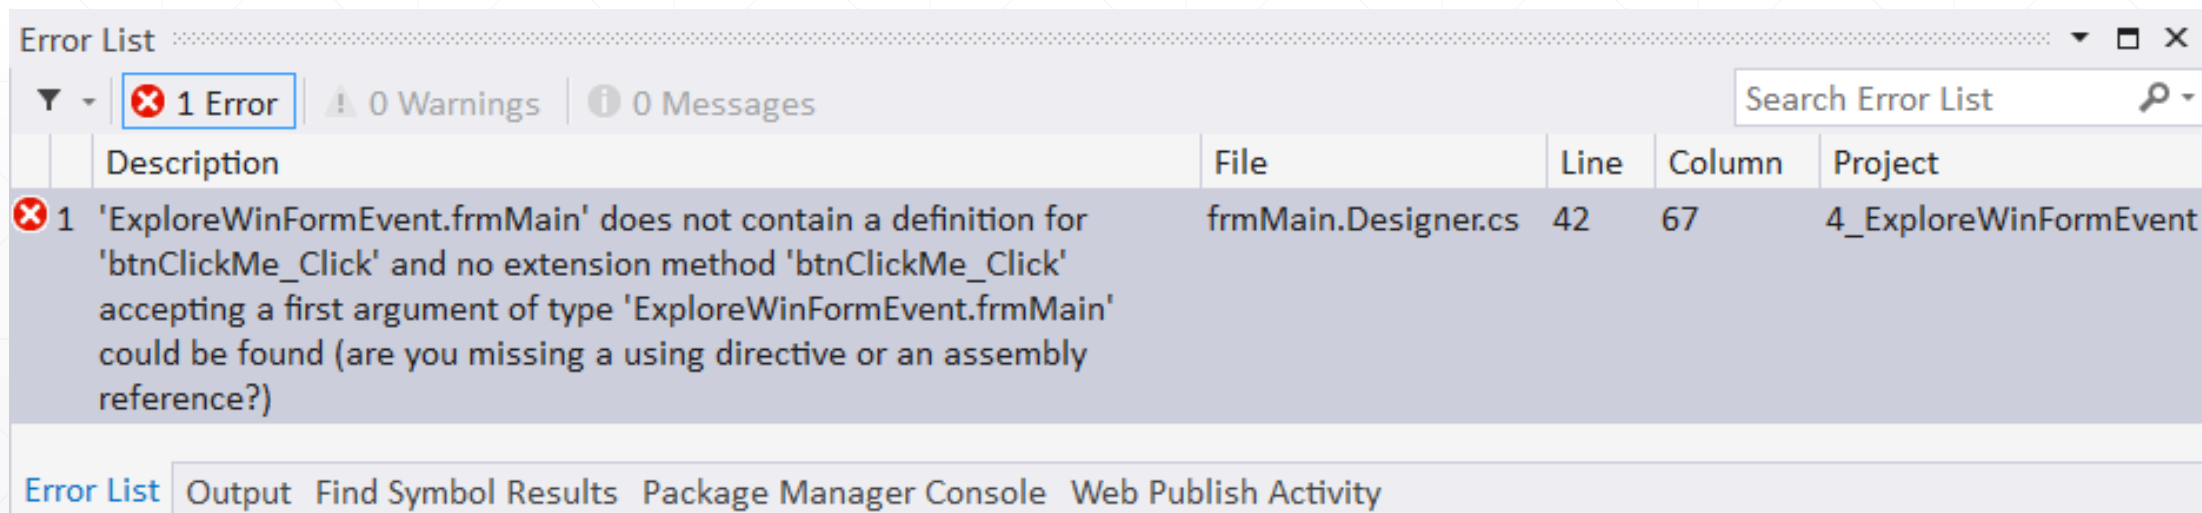 Error List
1 Error 0 Warnings 0 Messages Search Error List
Description File Line Column Project
1 'ExploreWinFormEvent.frmMain' does not contain a definition for frmMain.Designer.cs 42 67 4_ExploreWinFormEvent
'btnClickMe_Click' and no extension method 'btnClickMe_Click'
accepting a first argument of type 'ExploreWinFormEvent.frmMain'
could be found (are you missing a using directive or an assembly
reference?)
Error List Output Find Symbol Results Package Manager Console Web Publish Activity